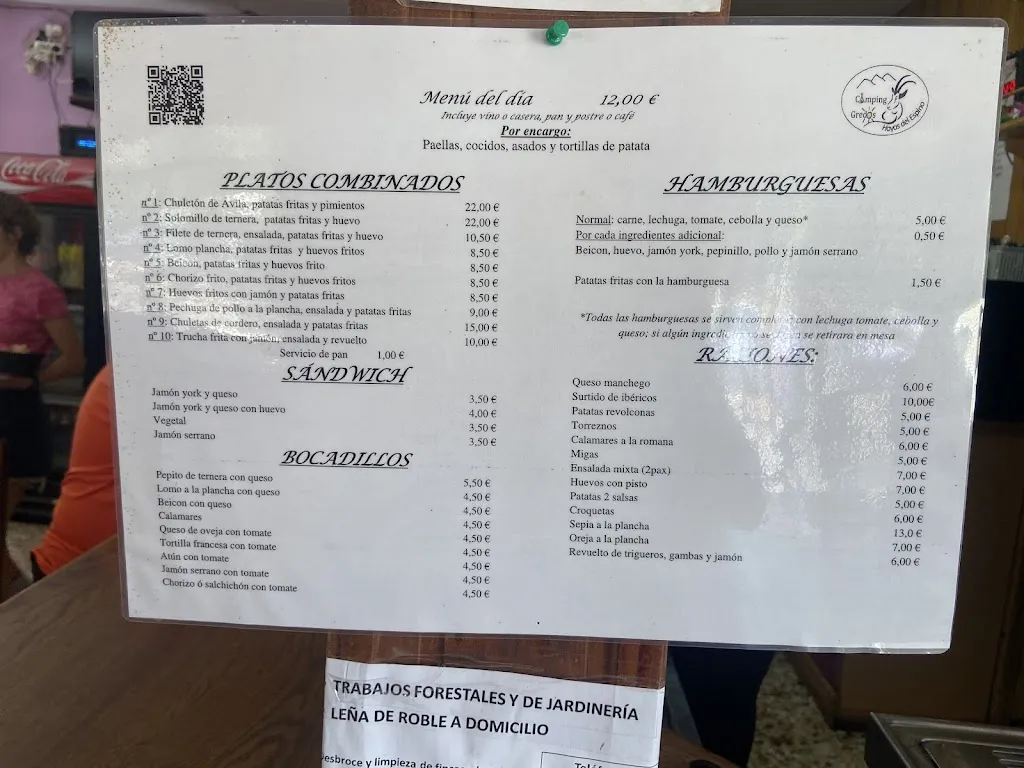 Coca-Cola
Menú del día 12,00 €
Incluye vino o casera, pan y postre o café
Por encargo:
Paellas, cocidos, asados y tortillas de patata
Camping
Gredos
Hoyos del Espino
PLATOS COMBINADOS
nº 1: Chuletón de Ávila, patatas fritas y pimientos 22,00 €
nº 2: Solomillo de ternera, patatas fritas y huevo 22,00 €
nº 3: Filete de ternera, ensalada, patatas fritas y huevo 10,50 €
nº 4: Lomo plancha, patatas fritas y huevos fritos 8,50 €
nº 5: Beicon, patatas fritas y huevos frito 8,50 €
nº 6: Chorizo frito, patatas fritas y huevos fritos 8,50 €
nº 7: Huevos fritos con jamón y patatas fritas 8,50 €
nº 8: Pechuga de pollo a la plancha, ensalada y patatas fritas 9,00 €
nº 9: Chuletas de cordero, ensalada y patatas fritas 15,00 €
nº 10: Trucha frita con jamón, ensalada y revuelto 10,00 €
Servicio de pan 1,00 €
SÁNDWICH
Jamón york y queso 3,50 €
Jamón york y queso con huevo 4,00 €
Vegetal 3,50 €
Jamón serrano 3,50 €
BOCADILLOS
Pepito de ternera con queso 5,50 €
Lomo a la plancha con queso 4,50 €
Beicon con queso 4,50 €
Calamares 4,50 €
Queso de oveja con tomate 4,50 €
Tortilla francesa con tomate 4,50 €
Atún con tomate 4,50 €
Jamón serrano con tomate 4,50 €
Chorizo ó salchichón con tomate 4,50 €
HAMBURGUESAS
Normal: carne, lechuga, tomate, cebolla y queso* 5,00 €
Por cada ingredientes adicional: 0,50 €
Beicon, huevo, jamón york, pepinillo, pollo y jamón serrano
Patatas fritas con la hamburguesa 1,50 €
*Todas las hamburguesas se sirven con lechuga tomate, cebolla y
queso; si algún se retirara en mesa
RACIONES:
Queso manchego 6,00 €
Surtido de ibéricos 10,00€
Patatas revolconas 5,00 €
Torreznos 5,00 €
Calamares a la romana 6,00 €
Migas 5,00 €
Ensalada mixta (2pax) 7,00 €
Huevos con pisto 7,00 €
Patatas 2 salsas 5,00 €
Croquetas 6,00 €
Sepia a la plancha 13,0 €
Oreja a la plancha 7,00 €
Revuelto de trigueros, gambas y jamón 6,00 €
TRABAJOS FORESTALES Y DE JARDINERÍA
LEÑA DE ROBLE A DOMICILIO
esbroce y limpieza de